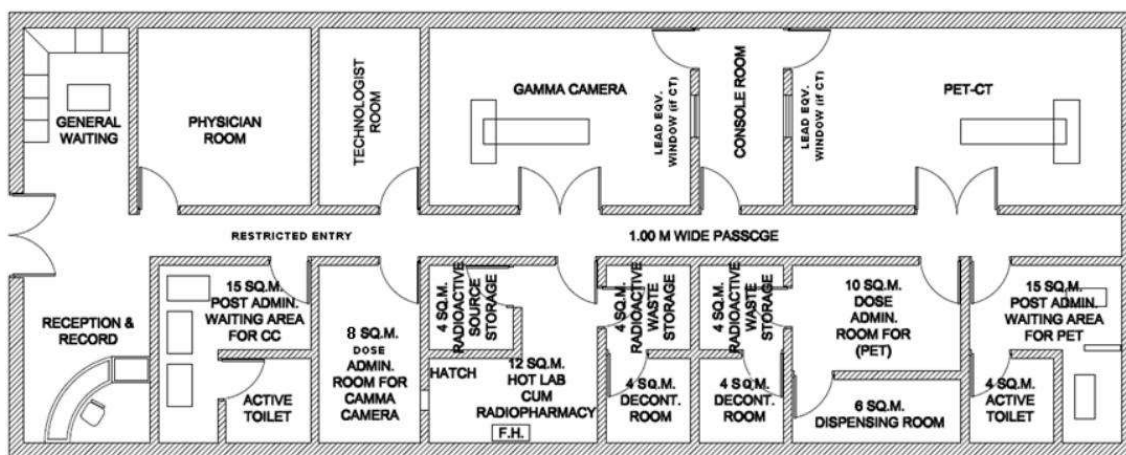 GENERAL
WAITING
PHYSICIAN
ROOM
TECHNOLOGIST
ROOM
GAMMA CAMERA
LEAD EQV.
WINDOW (if CT)
CONSOLE ROOM
LEAD EQV.
WINDOW (if CT)
PET-CT
RESTRICTED ENTRY
1.00 M WIDE PASSCGE
RECEPTION &
RECORD
15 SQ.M.
POST ADMIN.
WAITING AREA
FOR CC
ACTIVE
TOILET
8 SQ.M.
DOSE
ADMIN.
ROOM FOR
CAMMA
CAMERA
4 SQ.M.
RADIOACTIVE
SOURCE
STORAGE
HATCH
12 SQ.M.
HOT LAB
CUM
RADIOPHARMACY
F.H.
4 SQ.M.
RADIOACTIVE
WASTE
STORAGE
4 SQ.M.
DECONT.
ROOM
4 SQ.M.
RADIOACTIVE
WASTE
STORAGE
4 SQ.M.
DECONT.
ROOM
10 SQ.M.
DOSE
ADMIN.
ROOM FOR
(PET)
6 SQ.M.
DISPENSING ROOM
15 SQ.M.
POST ADMIN.
WAITING AREA
FOR PET
4 SQ.M.
ACTIVE
TOILET